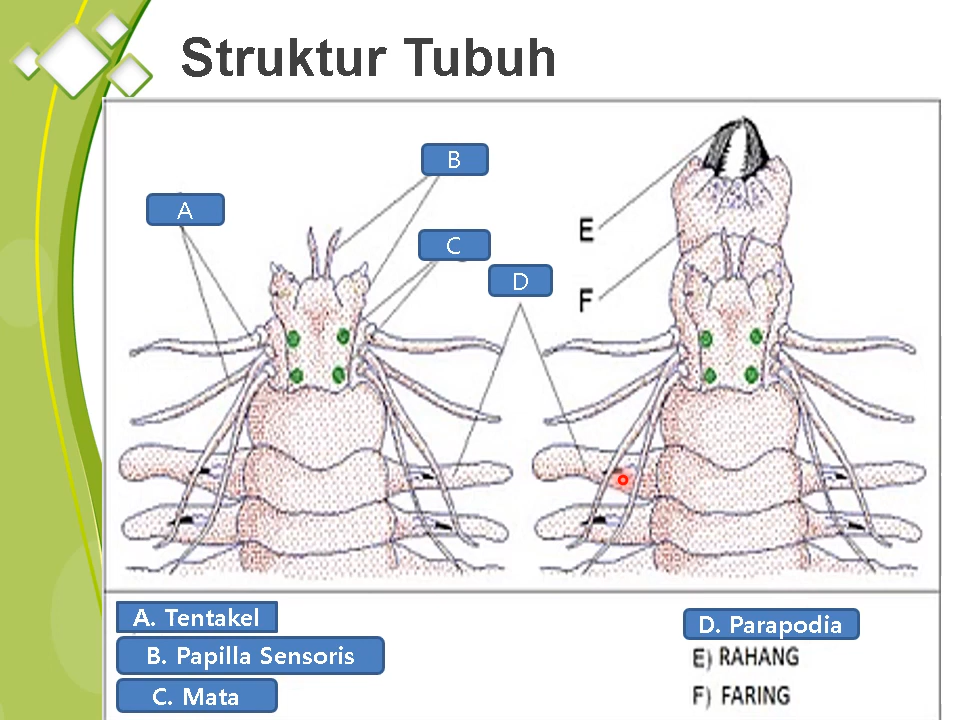 Struktur Tubuh
B
A
C
D
E
F
A. Tentakel
B. Papilla Sensoris
C. Mata
D. Parapodia
E) RAHANG
F) FARING